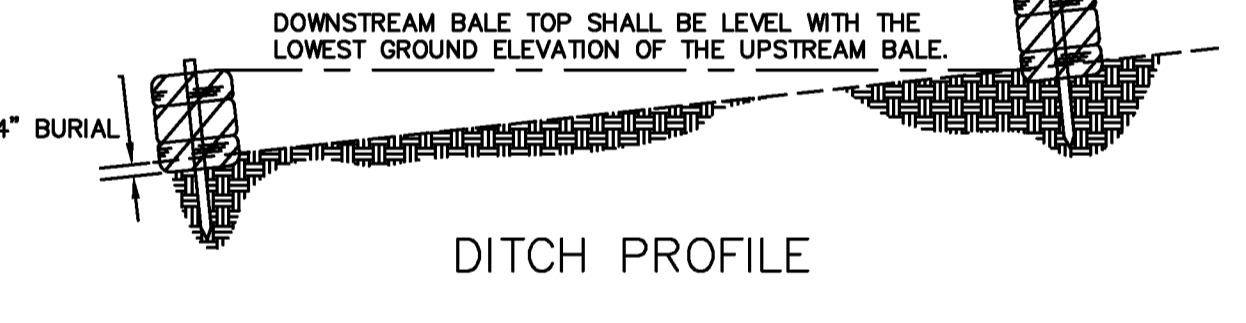 DOWNSTREAM BALE TOP SHALL BE LEVEL WITH THE
LOWEST GROUND ELEVATION OF THE UPSTREAM BALE.
4" BURIAL
DITCH PROFILE